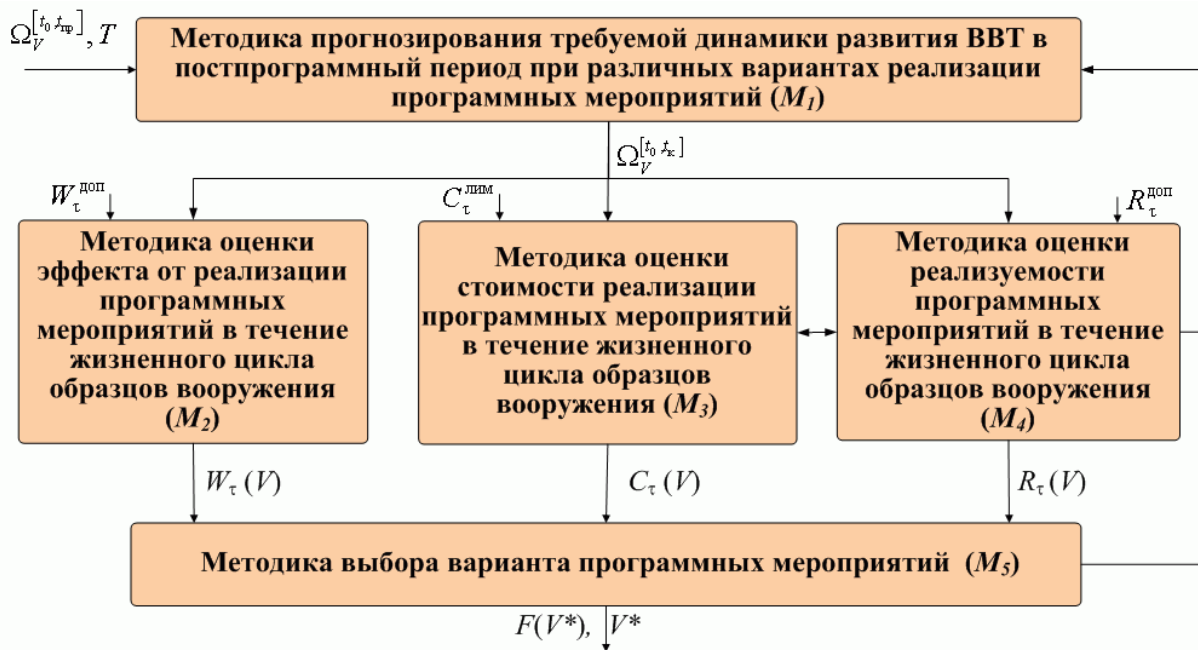 Ω_V^[t₀,t_пр], T
Методика прогнозирования требуемой динамики развития ВВТ в
постпрограммный период при различных вариантах реализации
программных мероприятий (M₁)
Ω_V^[t₀,t_к]
W_τ^доп
C_τ^лим
R_τ^доп
Методика оценки
эффекта от реализации
программных
мероприятий в течение
жизненного цикла
образцов вооружения
(M₂)
Методика оценки
стоимости реализации
программных мероприятий
в течение жизненного
цикла образцов
вооружения (M₃)
Методика оценки
реализуемости
программных
мероприятий в течение
жизненного цикла
образцов вооружения
(M₄)
W_τ (V)
C_τ (V)
R_τ (V)
Методика выбора варианта программных мероприятий (M₅)
F(V*), V*